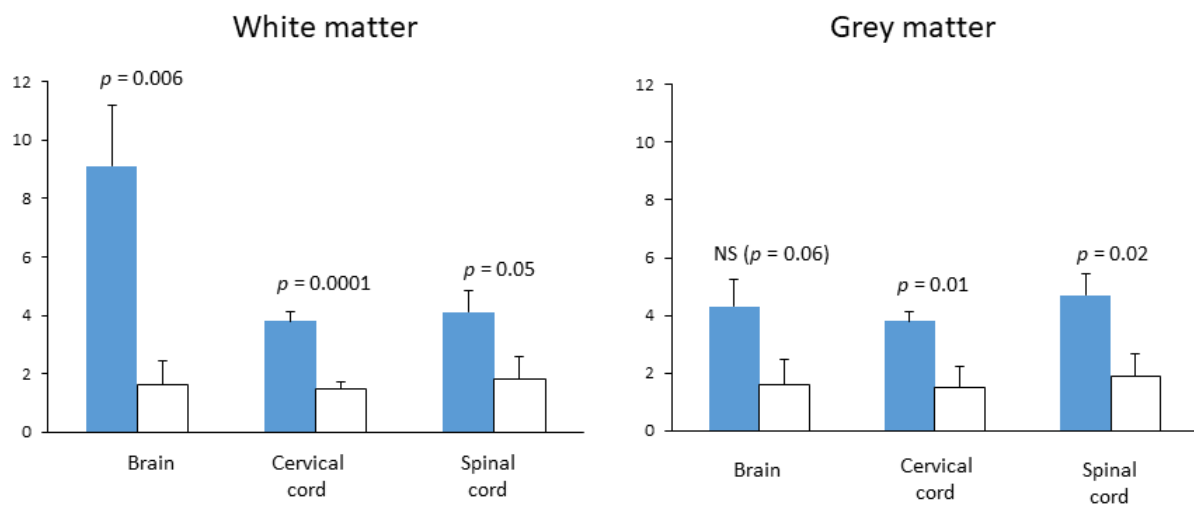 White matter
12
10
8
6
4
2
0
p = 0.006
p = 0.0001
p = 0.05
Brain
Cervical
cord
Spinal
cord
Grey matter
12
10
8
6
4
2
0
NS (p = 0.06)
p = 0.01
p = 0.02
Brain
Cervical
cord
Spinal
cord